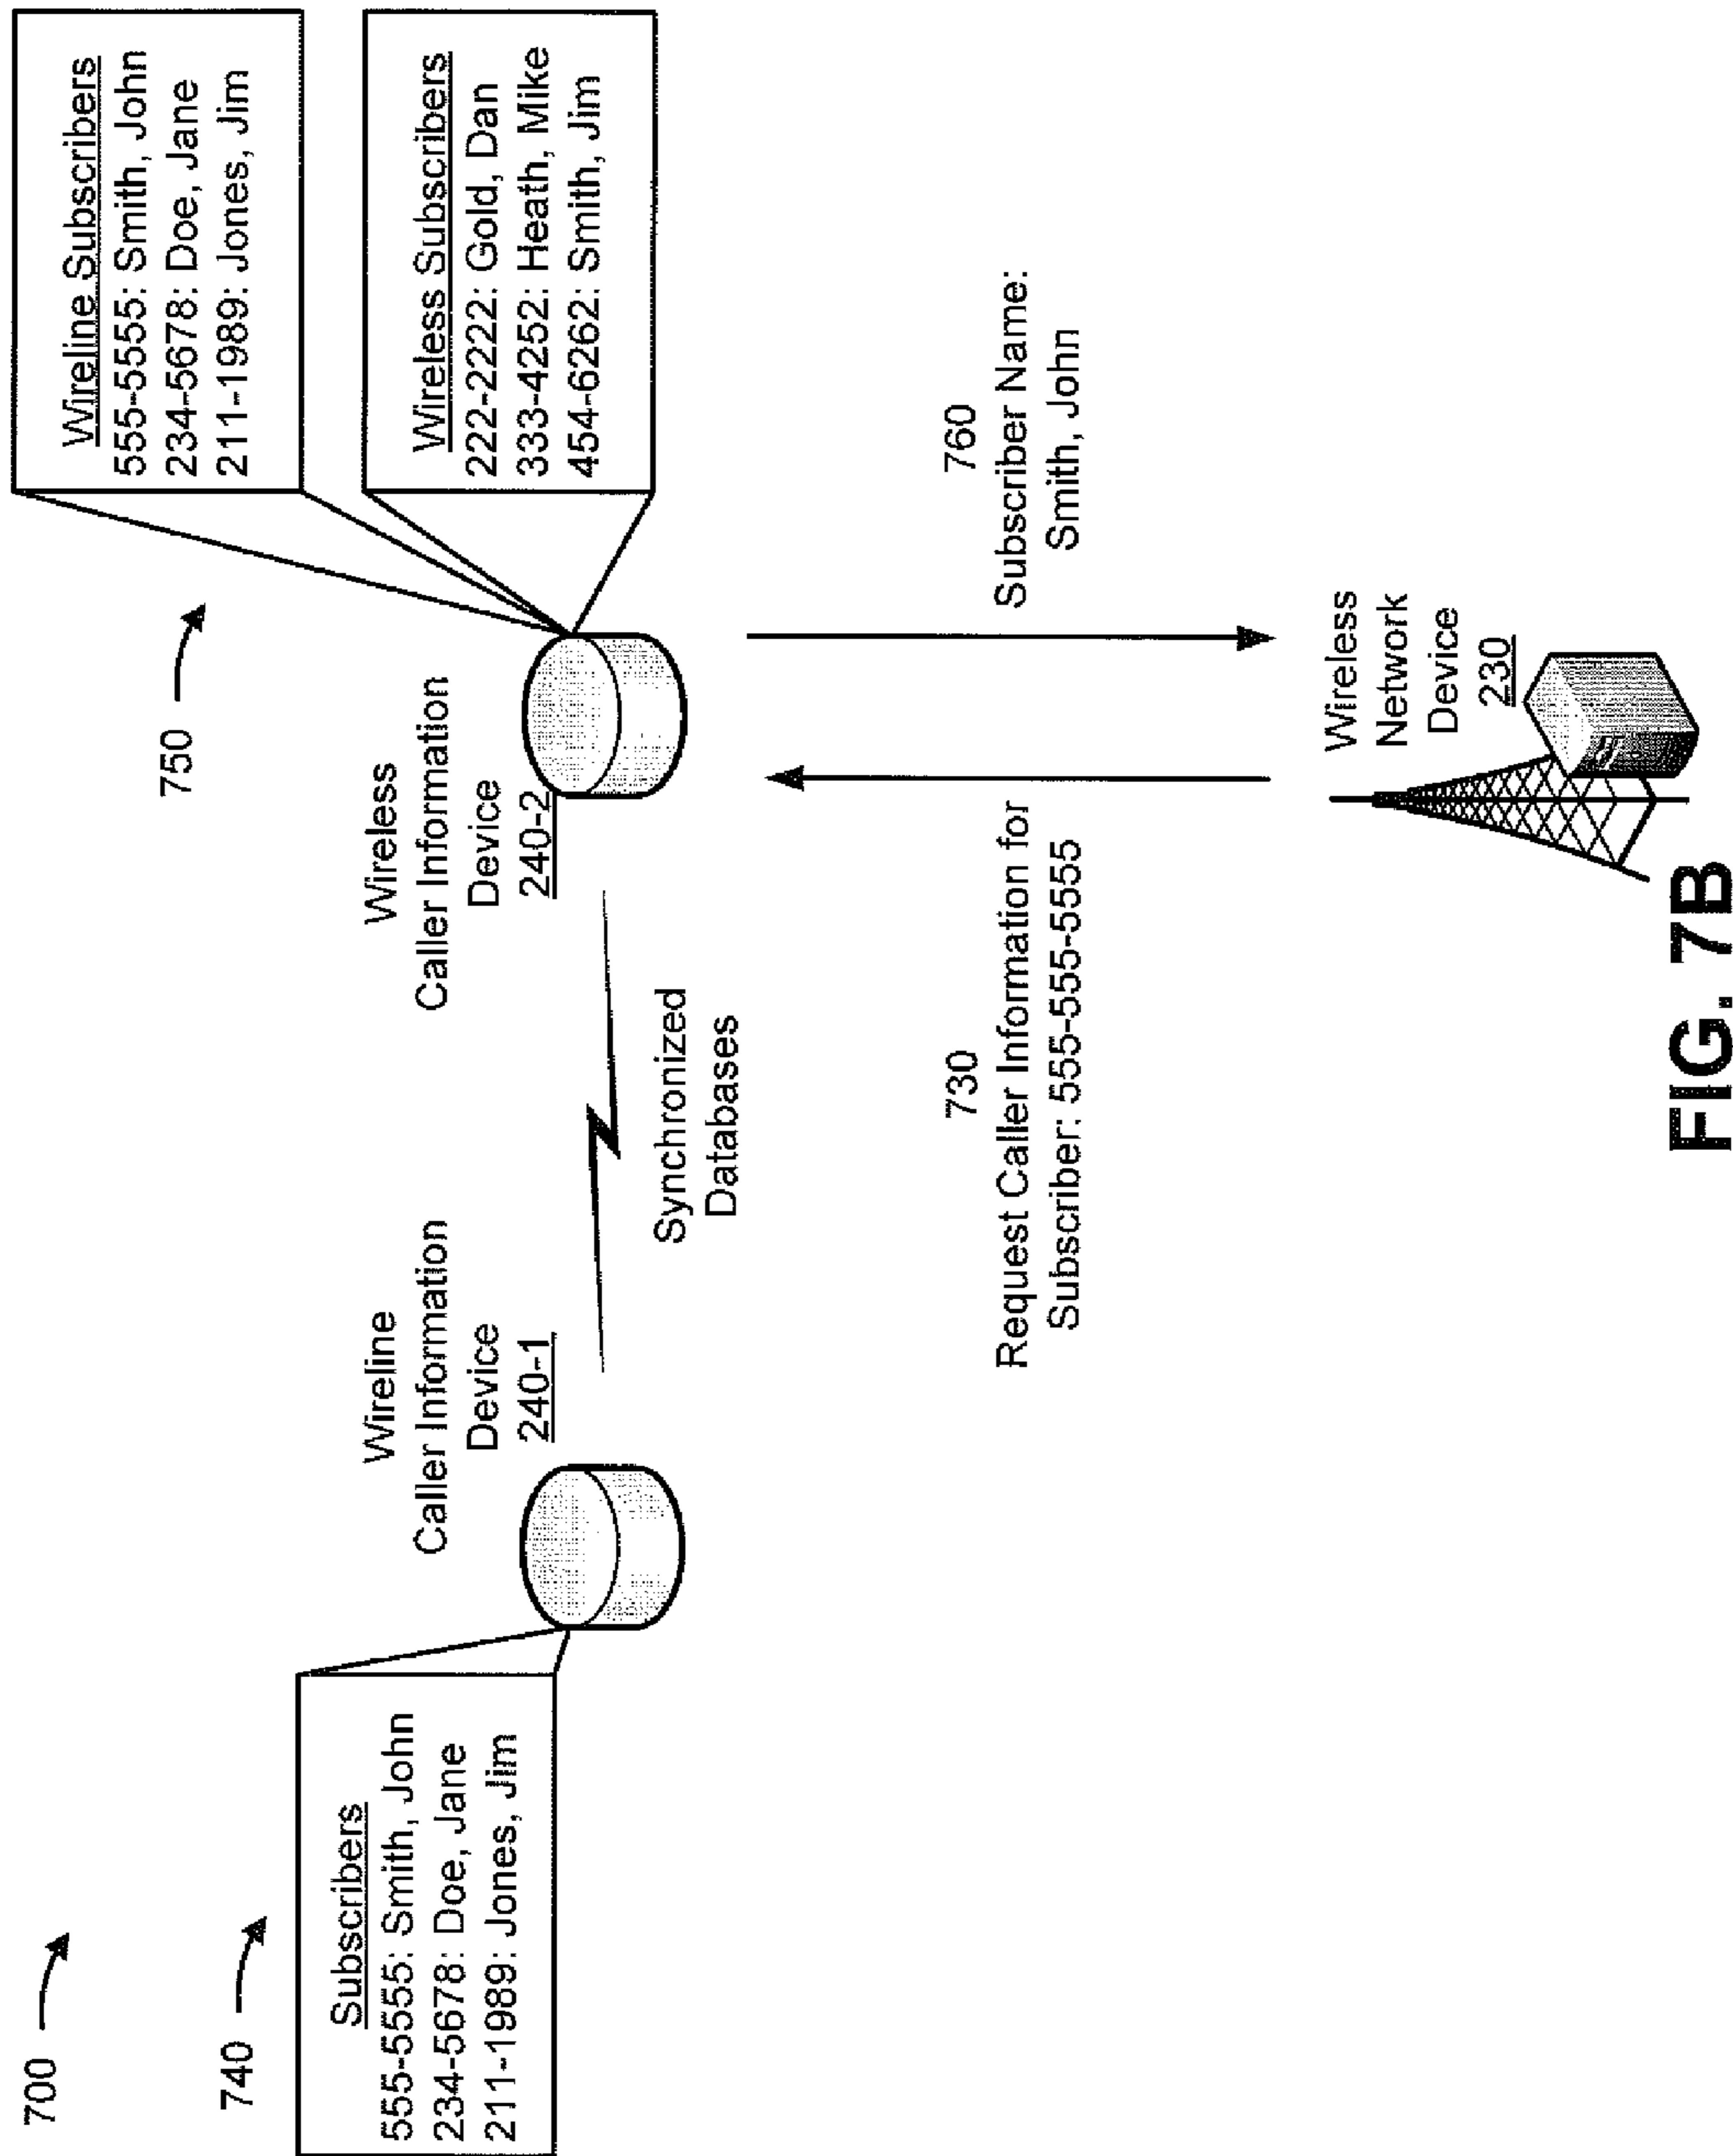 700
740
Subscribers
555-5555: Smith, John
234-5678: Doe, Jane
211-1989: Jones, Jim
Wireline
Caller Information
Device
240-1
Synchronized
Databases
Wireless
Caller Information
Device
240-2
750
Wireline Subscribers
555-5555: Smith, John
234-5678: Doe, Jane
211-1989: Jones, Jim
Wireless Subscribers
222-2222: Gold, Dan
333-4252: Heath, Mike
454-6262: Smith, Jim
730
Request Caller Information for
Subscriber: 555-555-5555
760
Subscriber Name:
Smith, John
Wireless
Network
Device
230
FIG. 7B